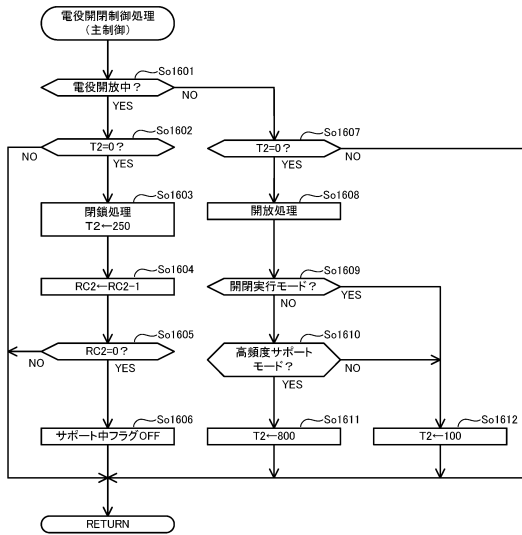 電役開閉制御処理
（主制御）
So1601
電役開放中？
YES
NO
So1602
T2=0？
NO
YES
So1607
T2=0？
YES
NO
So1603
閉鎖処理
T2←250
So1608
開放処理
So1604
RC2←RC2-1
So1609
開閉実行モード？
NO
YES
So1605
RC2=0？
NO
YES
So1610
高頻度サポート
モード？
YES
NO
So1606
サポート中フラグOFF
So1611
T2←800
So1612
T2←100
RETURN